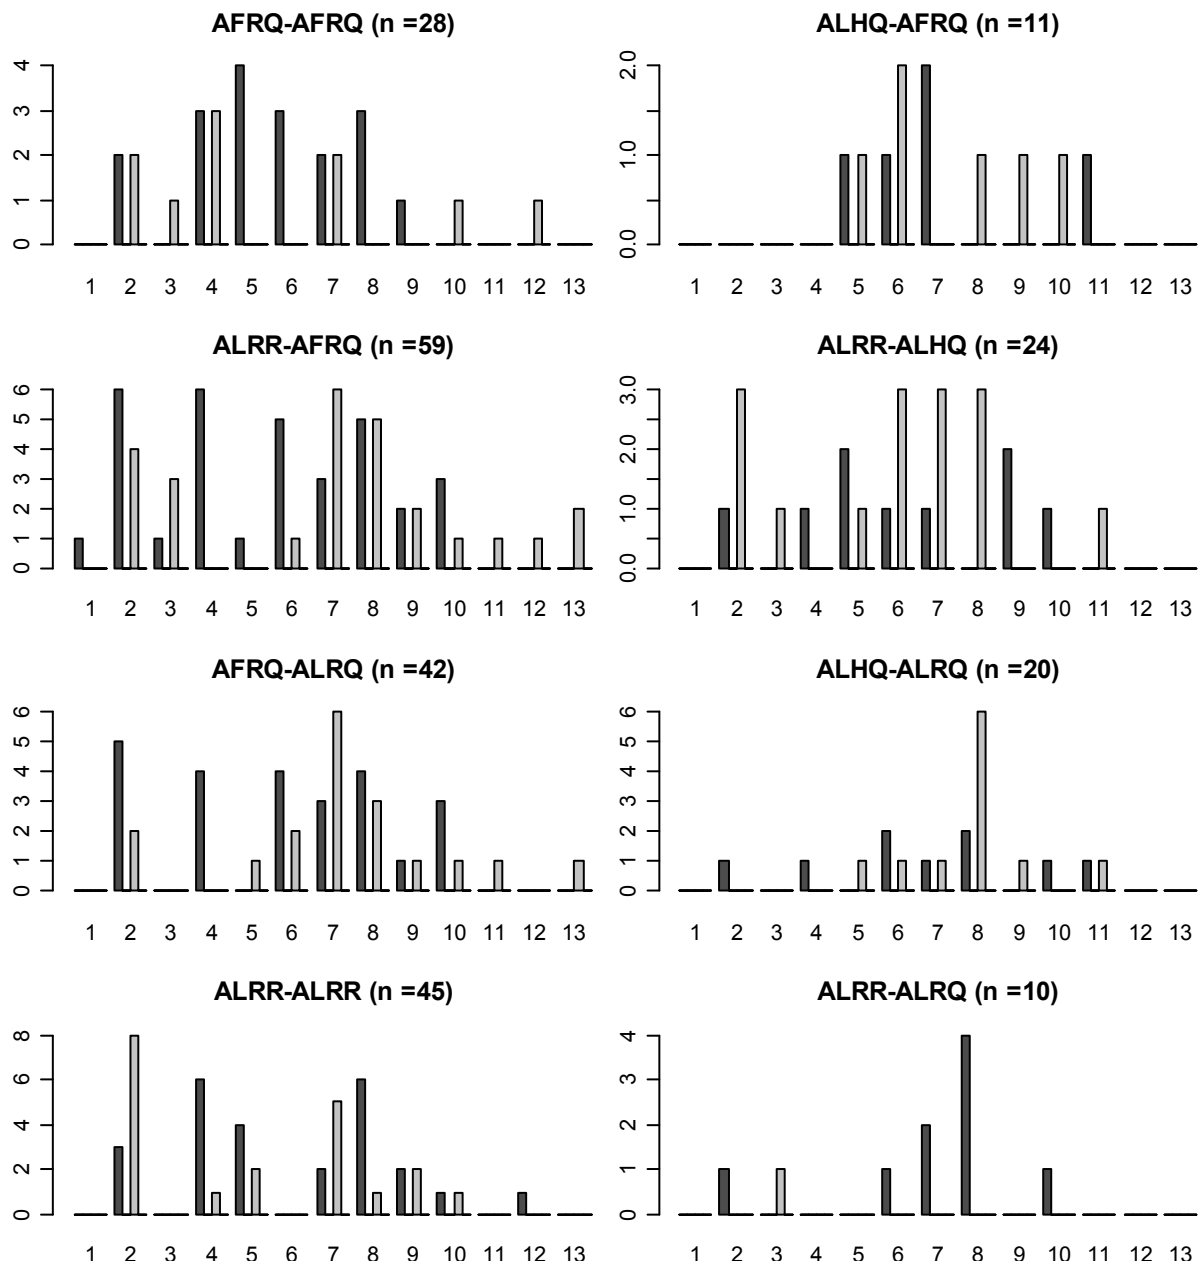 AFRQ-AFRQ (n =28)
0 1 2 3 4
1 2 3 4 5 6 7 8 9 10 11 12 13
ALHQ-AFRQ (n =11)
0.0 1.0 2.0
1 2 3 4 5 6 7 8 9 10 11 12 13
ALRR-AFRQ (n =59)
0 1 2 3 4 5 6
1 2 3 4 5 6 7 8 9 10 11 12 13
ALRR-ALHQ (n =24)
0.0 1.0 2.0 3.0
1 2 3 4 5 6 7 8 9 10 11 12 13
AFRQ-ALRQ (n =42)
0 1 2 3 4 5 6
1 2 3 4 5 6 7 8 9 10 11 12 13
ALHQ-ALRQ (n =20)
0 1 2 3 4 5 6
1 2 3 4 5 6 7 8 9 10 11 12 13
ALRR-ALRR (n =45)
0 2 4 6 8
1 2 3 4 5 6 7 8 9 10 11 12 13
ALRR-ALRQ (n =10)
0 1 2 3 4
1 2 3 4 5 6 7 8 9 10 11 12 13